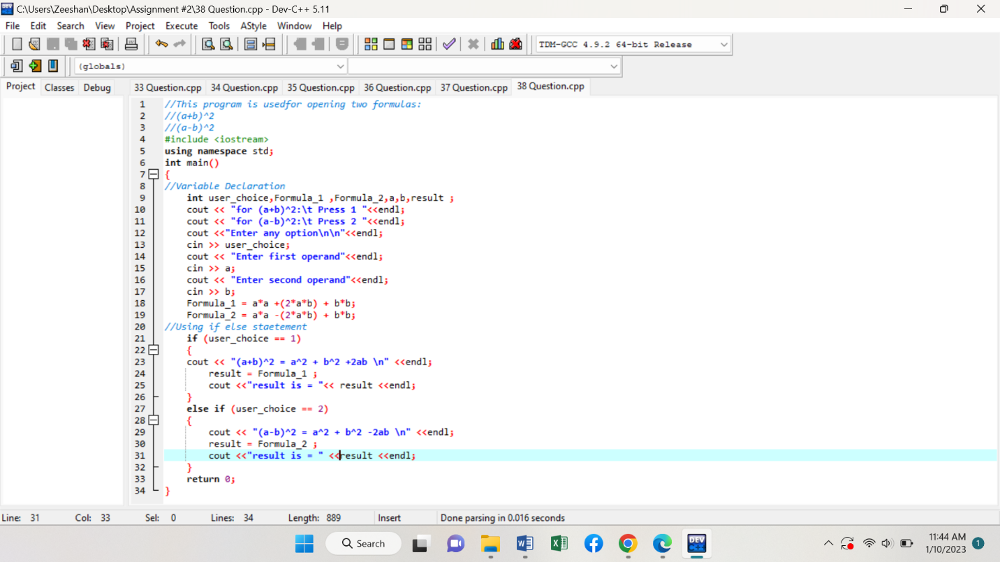 C:\Users\Zeeshan\Desktop\Assignment #2\38 Question.cpp - Dev-C++ 5.11
File Edit Search View Project Execute Tools AStyle Window Help
TDM-GCC 4.9.2 64-bit Release
(globals)
Project Classes Debug 33 Question.cpp 34 Question.cpp 35 Question.cpp 36 Question.cpp 37 Question.cpp 38 Question.cpp
1 //This program is usedfor opening two formulas:
2 //(a+b)^2
3 //(a-b)^2
4 #include <iostream>
5 using namespace std;
6 int main()
7 {
8 //Variable Declaration
9 int user_choice,Formula_1 ,Formula_2,a,b,result ;
10 cout << "for (a+b)^2:\t Press 1 "<<endl;
11 cout << "for (a-b)^2:\t Press 2 "<<endl;
12 cout <<"Enter any option\n\n"<<endl;
13 cin >> user_choice;
14 cout << "Enter first operand"<<endl;
15 cin >> a;
16 cout << "Enter second operand"<<endl;
17 cin >> b;
18 Formula_1 = a*a +(2*a*b) + b*b;
19 Formula_2 = a*a -(2*a*b) + b*b;
20 //Using if else staetement
21 if (user_choice == 1)
22 {
23 cout << "(a+b)^2 = a^2 + b^2 +2ab \n" <<endl;
24 result = Formula_1 ;
25 cout <<"result is = "<< result <<endl;
26 }
27 else if (user_choice == 2)
28 {
29 cout << "(a-b)^2 = a^2 + b^2 -2ab \n" <<endl;
30 result = Formula_2 ;
31 cout <<"result is = " <<result <<endl;
32 }
33 return 0;
34 }
Line: 31 Col: 33 Sel: 0 Lines: 34 Length: 889 Insert Done parsing in 0.016 seconds
Search
DEV
11:44 AM
1/10/2023
1